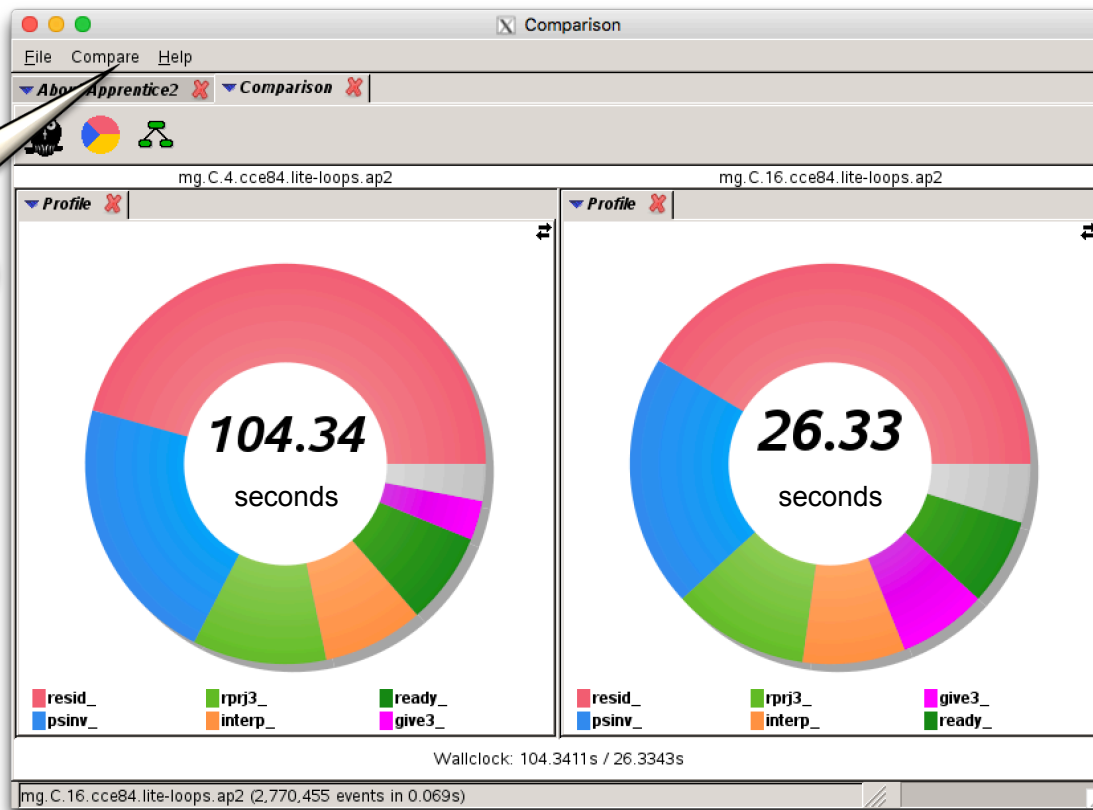 Comparison
File Compare Help
Apprentice2 Comparison
mg.C.4.cce84.lite-loops.ap2 mg.C.16.cce84.lite-loops.ap2
Profile Profile
104.34 26.33
seconds seconds
resid_ rprj3_ ready_ resid_ rprj3_ give3_
psinv_ interp_ give3_ psinv_ interp_ ready_
Wallclock: 104.3411s / 26.3343s
mg.C.16.cce84.lite-loops.ap2 (2,770,455 events in 0.069s)